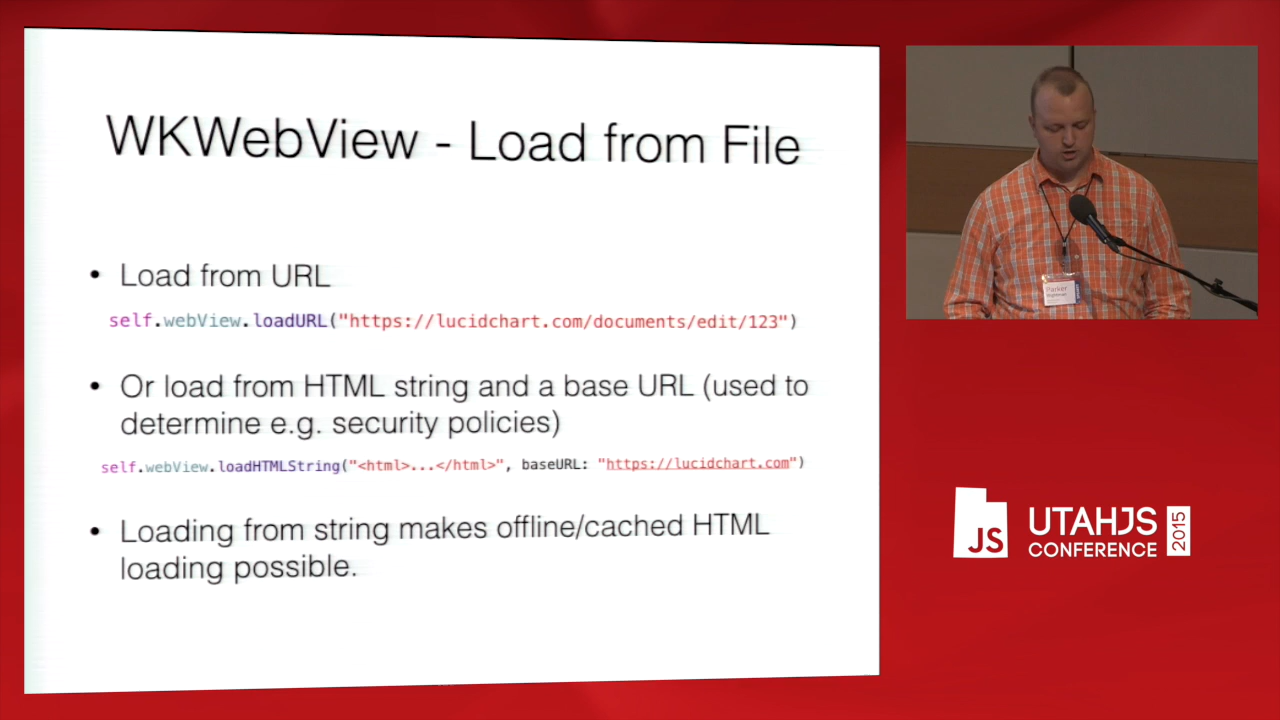 WKWebView - Load from File
• Load from URL
self.webView.loadURL("https://lucidchart.com/documents/edit/123")
• Or load from HTML string and a base URL (used to
determine e.g. security policies)
self.webView.loadHTMLString("<html>...</html>", baseURL: "https://lucidchart.com")
• Loading from string makes offline/cached HTML
loading possible.
Parker
JS
UTAHJS
CONFERENCE
2015